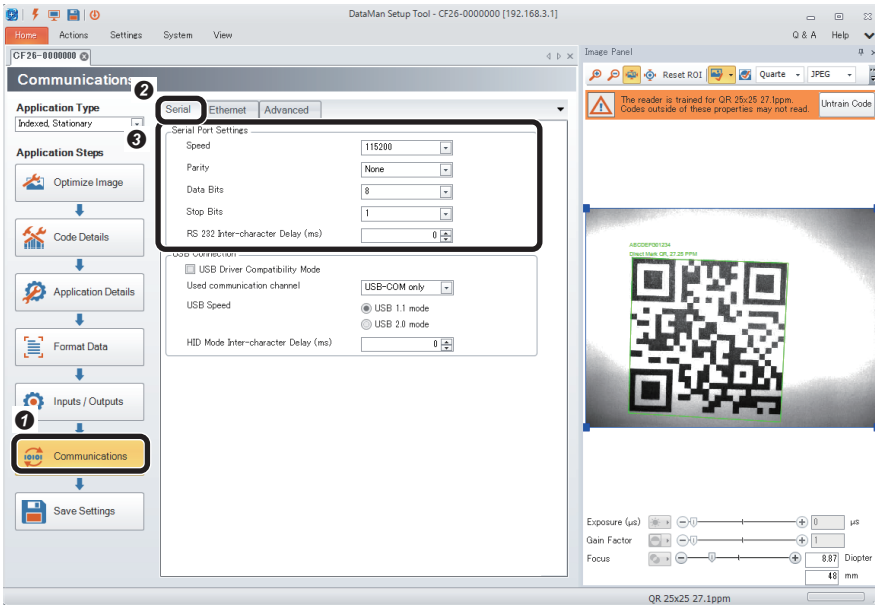 DataMan Setup Tool - CF26-0000000 [192.168.3.1]
Home Actions Settings System View Q & A Help
CF26-0000000
Image Panel
Communications
Reset ROI Quarte JPEG
❷
Application Type
Serial Ethernet Advanced
The reader is trained for QR 25x25 27.1ppm.
Codes outside of these properties may not read.
Untrain Code
Indexed, Stationary
❸
Serial Port Settings
Speed 115200
Application Steps
Parity None
Optimize Image
Data Bits 8
Stop Bits 1
Code Details
RS 232 Inter-character Delay (ms) 0
USB Connection
USB Driver Compatibility Mode
Application Details
Used communication channel USB-COM only
USB Speed USB 1.1 mode
USB 2.0 mode
Format Data
HID Mode Inter-character Delay (ms) 0
Inputs / Outputs
❶
Communications
Save Settings
Direct Mark QR, 27.25 PPM
Exposure (µs) 0 µs
Gain Factor 1
Focus 8.87 Diopter
48 mm
QR 25x25 27.1ppm